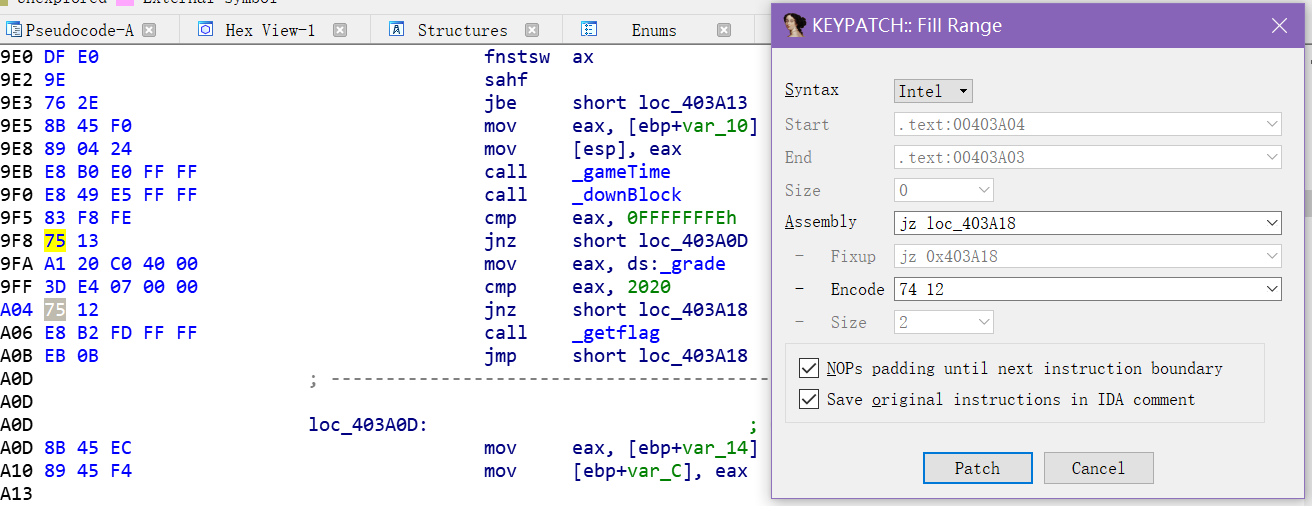 Unexplored External symbol
Pseudocode-A Hex View-1 Structures Enums
9E0 DF E0 fnstsw ax
9E2 9E sahf
9E3 76 2E jbe short loc_403A13
9E5 8B 45 F0 mov eax, [ebp+var_10]
9E8 89 04 24 mov [esp], eax
9EB E8 B0 E0 FF FF call _gameTime
9F0 E8 49 E5 FF FF call _downBlock
9F5 83 F8 FE cmp eax, 0FFFFFFFEh
9F8 75 13 jnz short loc_403A0D
9FA A1 20 C0 40 00 mov eax, ds:_grade
9FF 3D E4 07 00 00 cmp eax, 2020
A04 75 12 jnz short loc_403A18
A06 E8 B2 FD FF FF call _getflag
A0B EB 0B jmp short loc_403A18
A0D ; ---------------------------------------
A0D
A0D loc_403A0D: ;
A0D 8B 45 EC mov eax, [ebp+var_14]
A10 89 45 F4 mov [ebp+var_C], eax
A13
KEYPATCH:: Fill Range
Syntax Intel
Start .text:00403A04
End .text:00403A03
Size 0
Assembly jz loc_403A18
- Fixup jz 0x403A18
- Encode 74 12
- Size 2
NOPs padding until next instruction boundary
Save original instructions in IDA comment
Patch Cancel